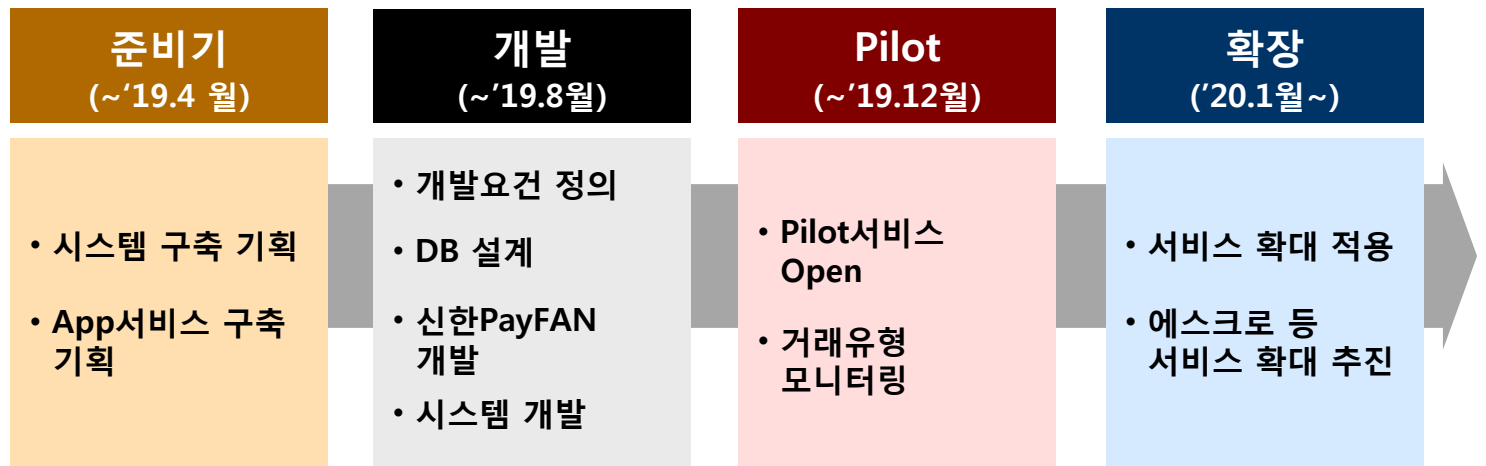 준비기
(~‘19.4 월)
• 시스템 구축 기획
• App서비스 구축
기획
개발
(~’19.8월)
• 개발요건 정의
• DB 설계
• 신한PayFAN
개발
• 시스템 개발
Pilot
(~’19.12월)
• Pilot서비스
Open
• 거래유형
모니터링
확장
(’20.1월~)
• 서비스 확대 적용
• 에스크로 등
서비스 확대 추진